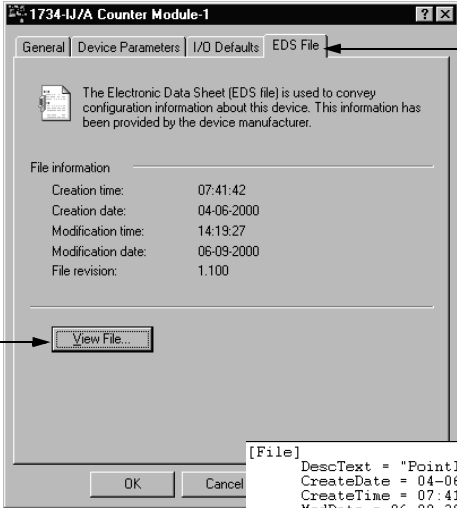 1734-IJ/A Counter Module-1
General Device Parameters I/O Defaults EDS File
The Electronic Data Sheet (EDS file) is used to convey
configuration information about this device. This information has
been provided by the device manufacturer.
File information
Creation time: 07:41:42
Creation date: 04-06-2000
Modification time: 14:19:27
Modification date: 06-09-2000
File revision: 1.100
View File...
OK Cancel
[File]
DescText = "PointI
CreateDate = 04-06
CreateTime = 07:41